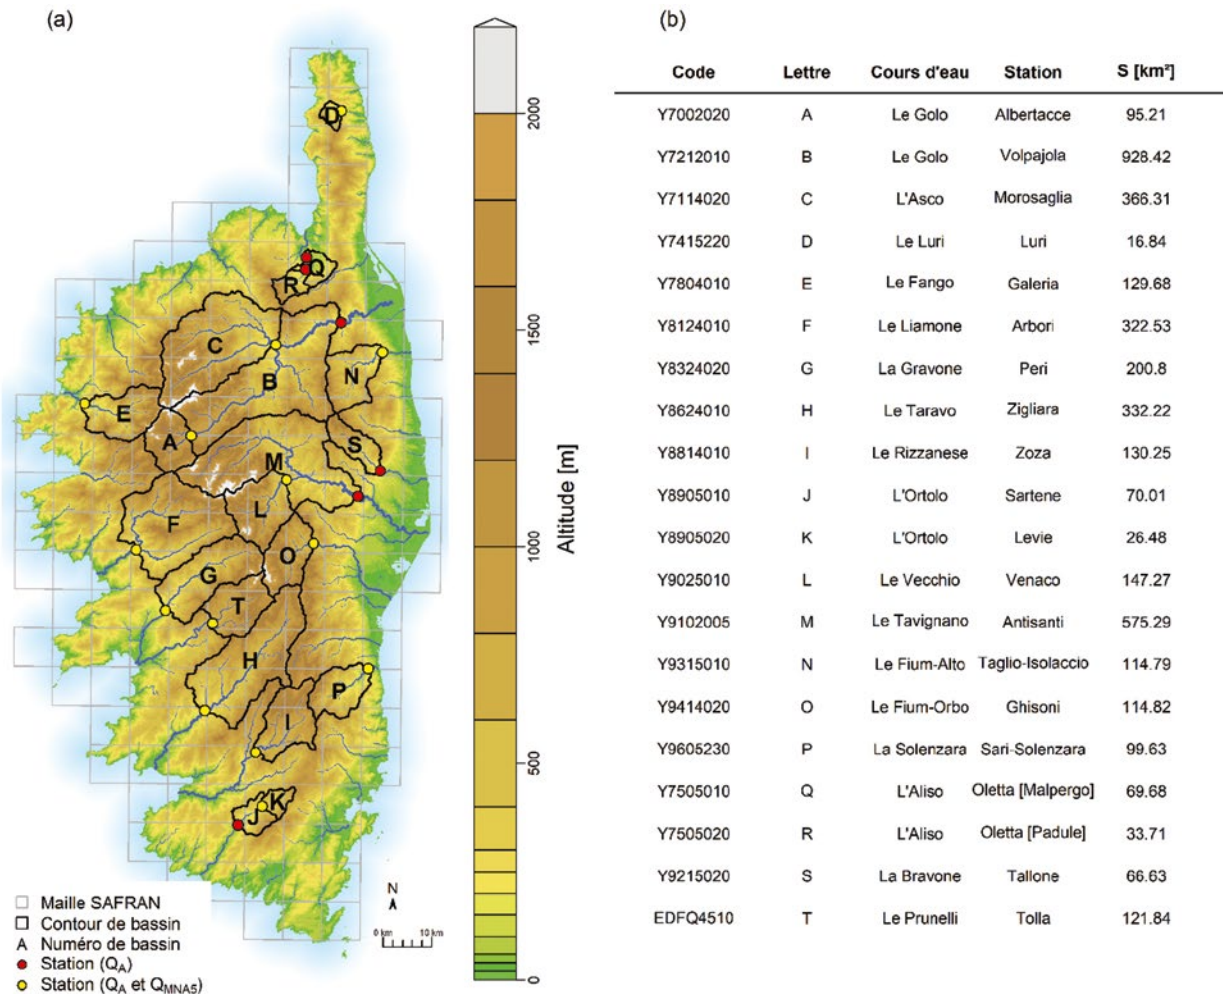 (a)
D
Q
R
C
B
N
E
A
S
M
F
L
O
G
T
H
P
I
K
J
Maille SAFRAN
Contour de bassin
A Numéro de bassin
Station (QA)
Station (QA et QMNA5)
N
0 km 10 km
2000
1500
1000
500
0
Altitude [m]
(b)
Code Lettre Cours d'eau Station S [km²]
Y7002020 A Le Golo Albertacce 95.21
Y7212010 B Le Golo Volpajola 928.42
Y7114020 C L'Asco Morosaglia 366.31
Y7415220 D Le Luri Luri 16.84
Y7804010 E Le Fango Galeria 129.68
Y8124010 F Le Liamone Arbori 322.53
Y8324020 G La Gravone Peri 200.8
Y8624010 H Le Taravo Zigliara 332.22
Y8814010 I Le Rizzanese Zoza 130.25
Y8905010 J L'Ortolo Sartene 70.01
Y8905020 K L'Ortolo Levie 26.48
Y9025010 L Le Vecchio Venaco 147.27
Y9102005 M Le Tavignano Antisanti 575.29
Y9315010 N Le Fium-Alto Taglio-Isolaccio 114.79
Y9414020 O Le Fium-Orbo Ghisoni 114.82
Y9605230 P La Solenzara Sari-Solenzara 99.63
Y7505010 Q L'Aliso Oletta [Malpergo] 69.68
Y7505020 R L'Aliso Oletta [Padule] 33.71
Y9215020 S La Bravone Tallone 66.63
EDFQ4510 T Le Prunelli Tolla 121.84